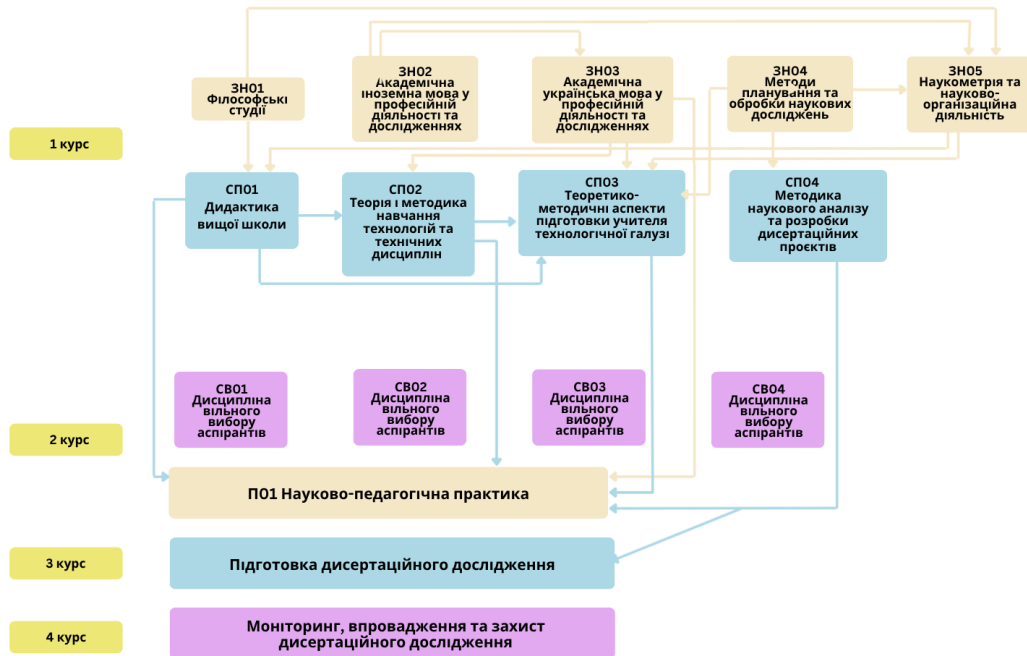 ЗН01
Філософські
студії
ЗН02
Академічна
іноземна мова у
професійній
діяльності та
дослідженнях
ЗН03
Академічна
українська мова у
професійній
діяльності та
дослідженнях
ЗН04
Методи
планування та
обробки наукових
досліджень
ЗН05
Наукометрія та
науково-
організаційна
діяльність
1 курс
СП01
Дидактика
вищої школи
СП02
Теорія і методика
навчання
технологій та
технічних
дисциплін
СП03
Теоретико-
методичні аспекти
підготовки учителя
технологічної галузі
СП04
Методика
наукового аналізу
та розробки
дисертаційних
проєктів
СВ01
Дисципліна
вільного
вибору
аспірантів
СВ02
Дисципліна
вільного
вибору
аспірантів
СВ03
Дисципліна
вільного
вибору
аспірантів
СВ04
Дисципліна
вільного
вибору
аспірантів
2 курс
П01 Науково-педагогічна практика
3 курс
Підготовка дисертаційного дослідження
4 курс
Моніторинг, впровадження та захист
дисертаційного дослідження